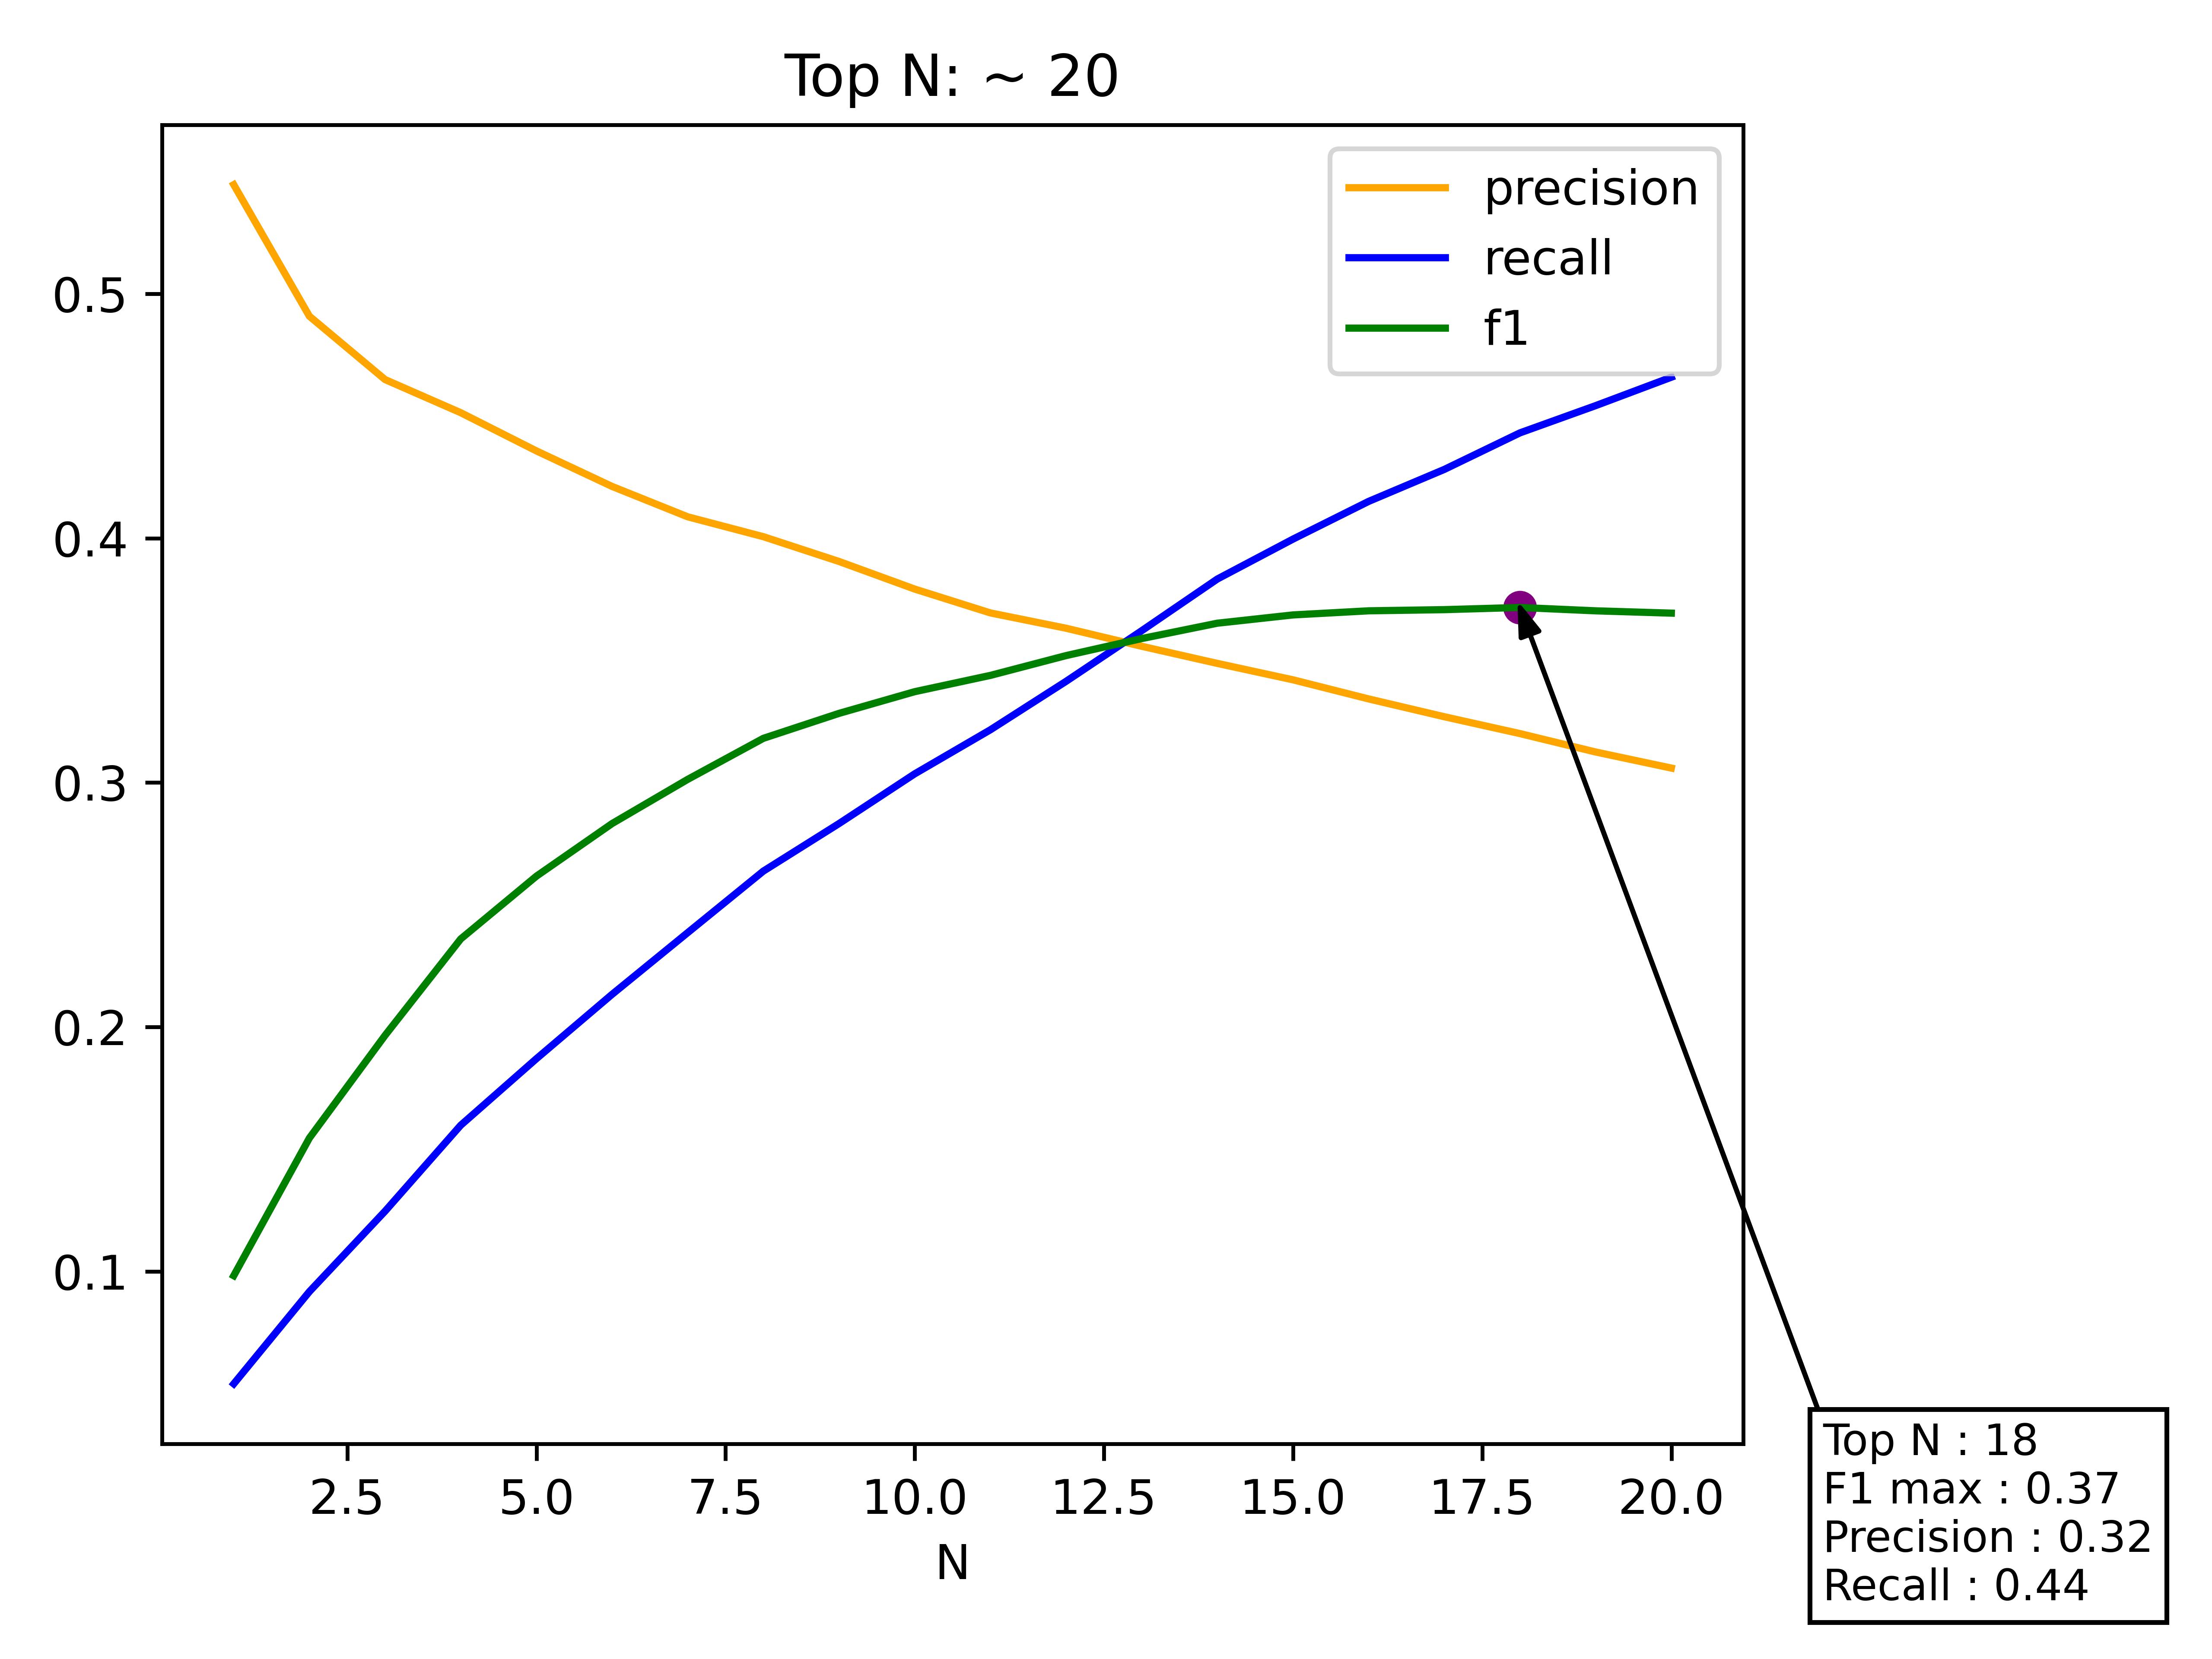 Top N: ~ 20
precision
recall
f1
0.5
0.4
0.3
0.2
0.1
2.5 5.0 7.5 10.0 12.5 15.0 17.5 20.0
N
Top N : 18
F1 max : 0.37
Precision : 0.32
Recall : 0.44